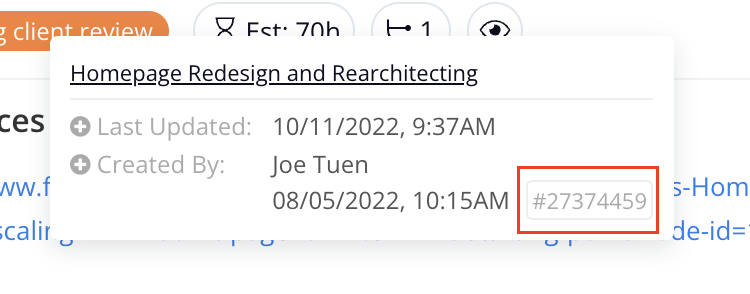 g client review Est: 70h 1
Homepage Redesign and Rearchitecting
ces
Last Updated: 10/11/2022, 9:37AM
Created By: Joe Tuen
ww.f s-Hom
08/05/2022, 10:15AM #27374459
scaling de-id=